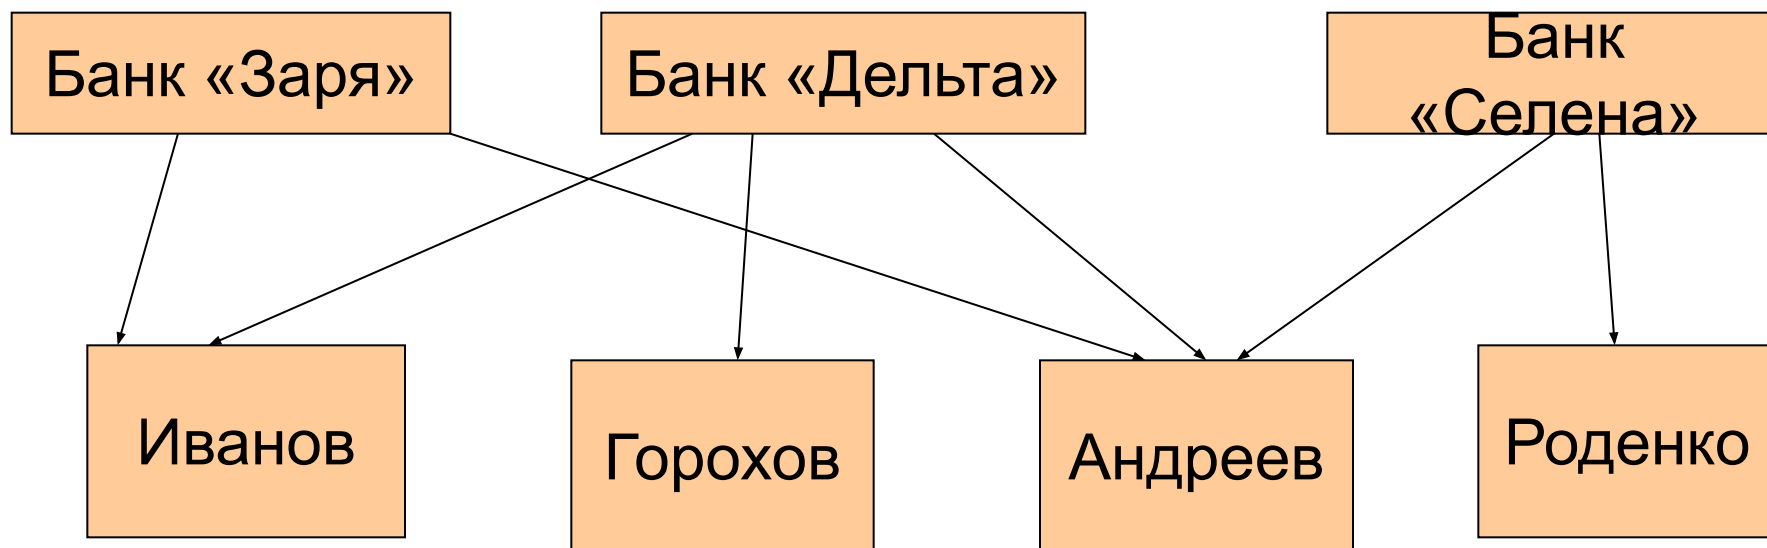 Банк «Заря»
Банк «Дельта»
Банк
«Селена»
Иванов
Горохов
Андреев
Роденко